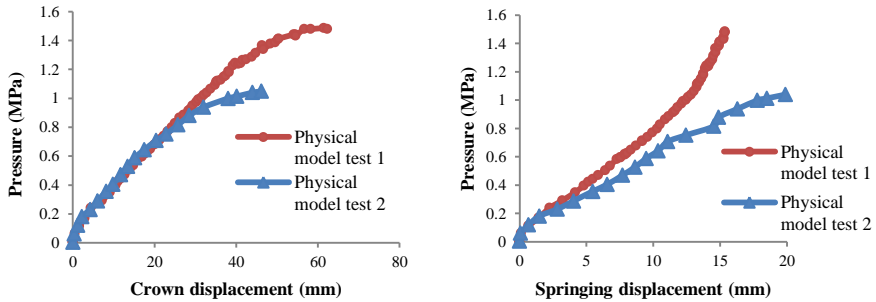 1.6
1.4
1.2
1
0.8
0.6
0.4
0.2
0
Pressure (MPa)
0 20 40 60 80
Crown displacement (mm)
Physical
model test 1
Physical
model test 2
1.6
1.4
1.2
1
0.8
0.6
0.4
0.2
0
Pressure (MPa)
0 5 10 15 20
Springing displacement (mm)
Physical
model test 1
Physical
model test 2